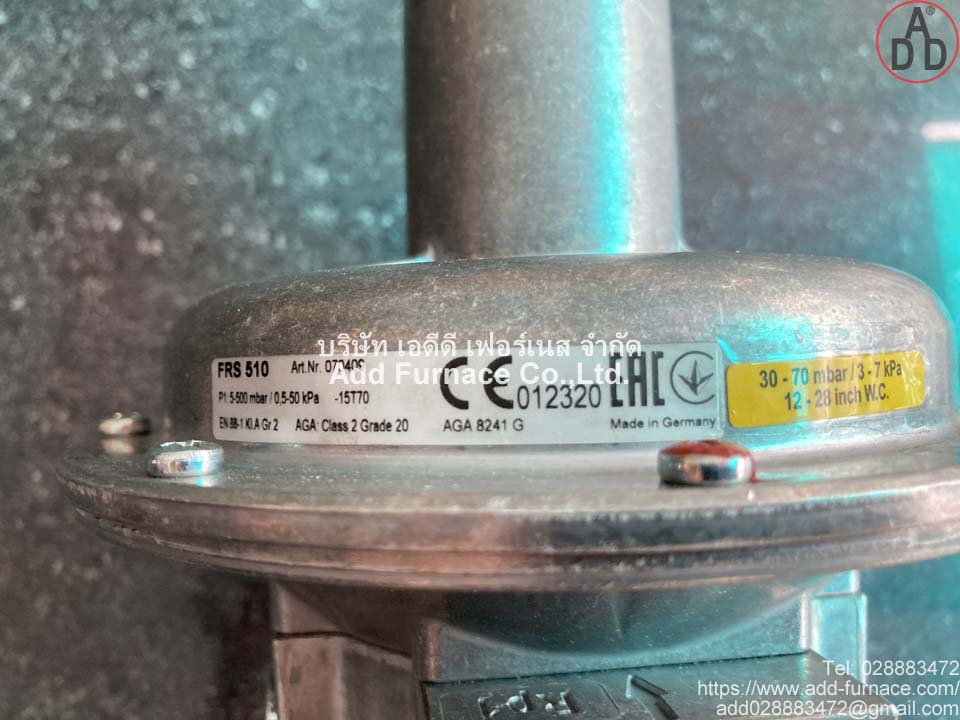 ADD®
บริษัท เอดีดี เฟอร์เนส จำกัด
Add Furnace Co.,Ltd.
FRS 510 Art.Nr. 070409
P1: 5-500 mbar / 0,5-50 kPa -15T70
EN 88-1 Kl.A Gr 2 AGA: Class 2 Grade 20
CE 012320 EAC
AGA 8241 G Made in Germany
30 - 70 mbar / 3 - 7 kPa
12 - 28 inch W.C.
Tel: 028883472
https://www.add-furnace.com/
add028883472@gmail.com